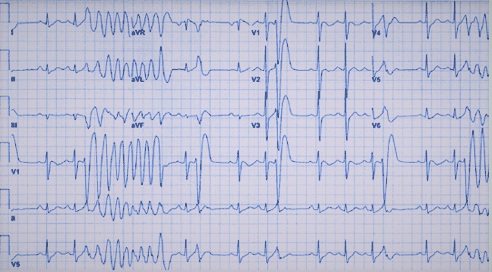 I aVR V1 V4
II aVL V2 V5
III aVF V3 V6
V1
II
V5